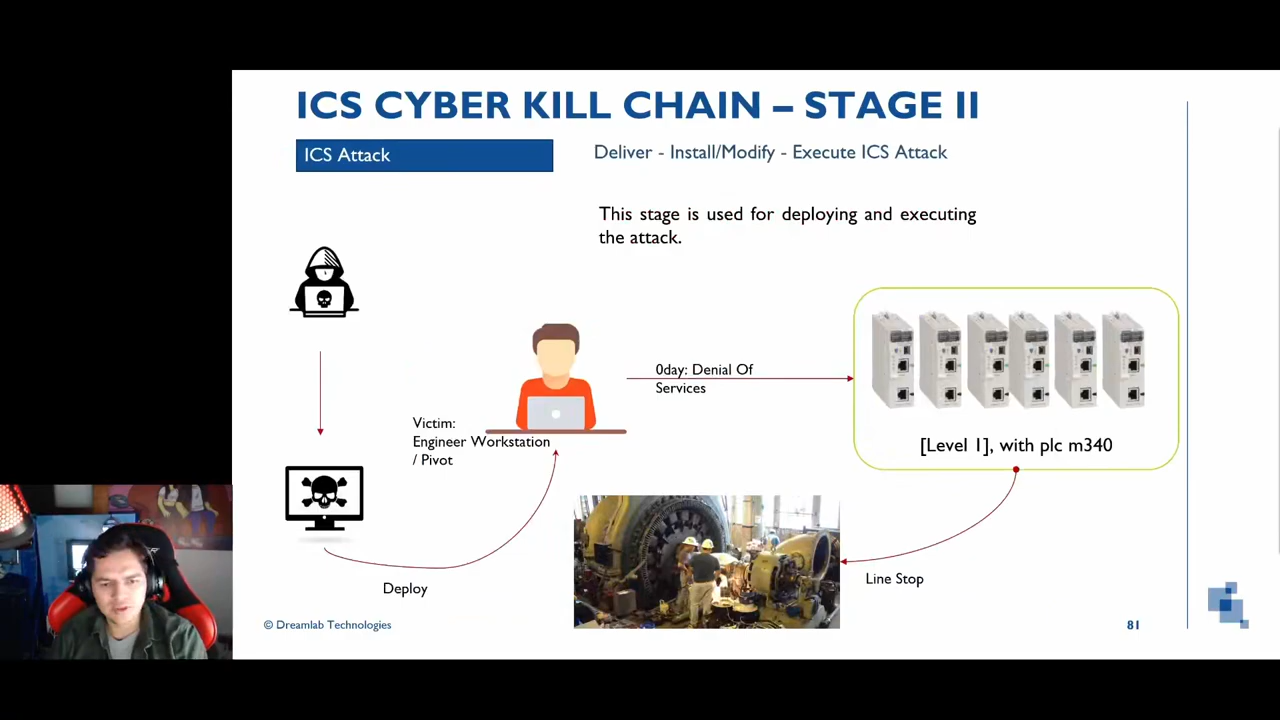 ICS CYBER KILL CHAIN – STAGE II
ICS Attack
Deliver - Install/Modify - Execute ICS Attack
This stage is used for deploying and executing
the attack.
0day: Denial Of
Services
Victim:
Engineer Workstation
/ Pivot
[Level 1], with plc m340
Deploy
Line Stop
© Dreamlab Technologies
81